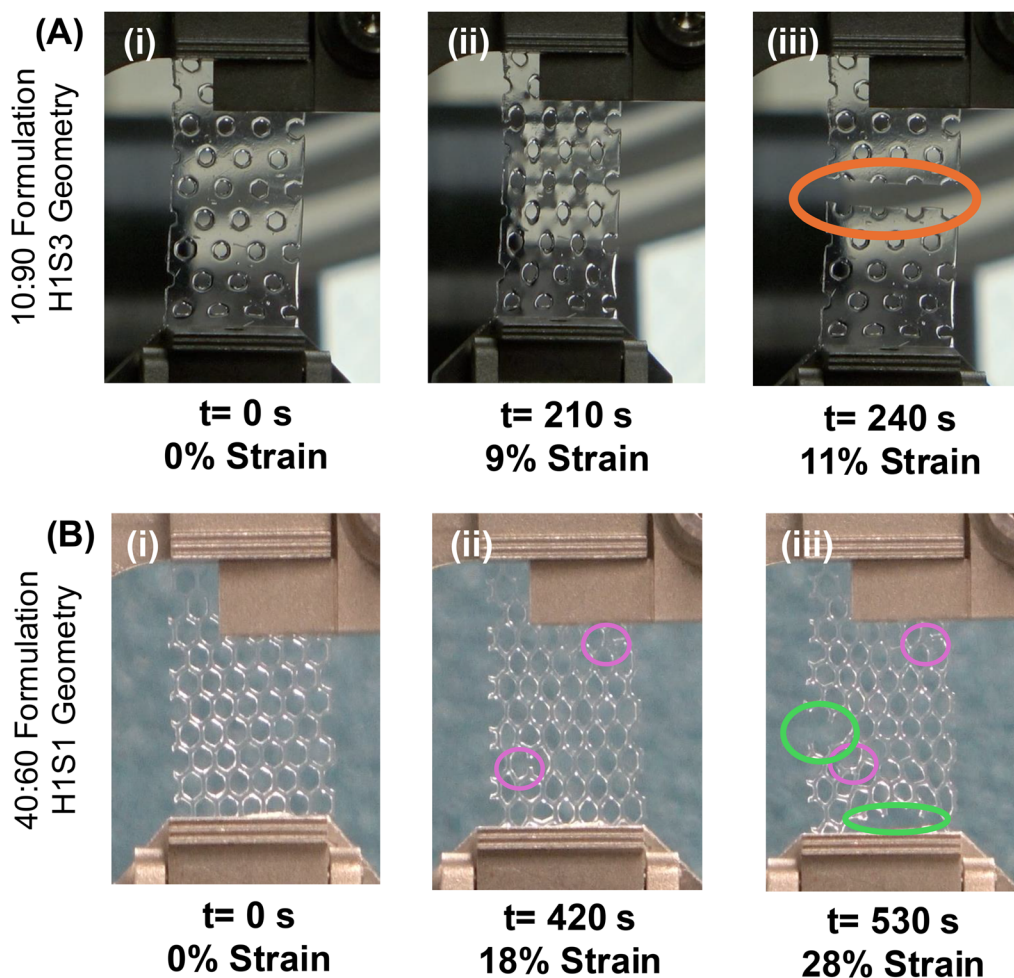 (A)
10:90 Formulation
H1S3 Geometry
(i)
(ii)
(iii)
t= 0 s
0% Strain
t= 210 s
9% Strain
t= 240 s
11% Strain
(B)
40:60 Formulation
H1S1 Geometry
(i)
(ii)
(iii)
t= 0 s
0% Strain
t= 420 s
18% Strain
t= 530 s
28% Strain